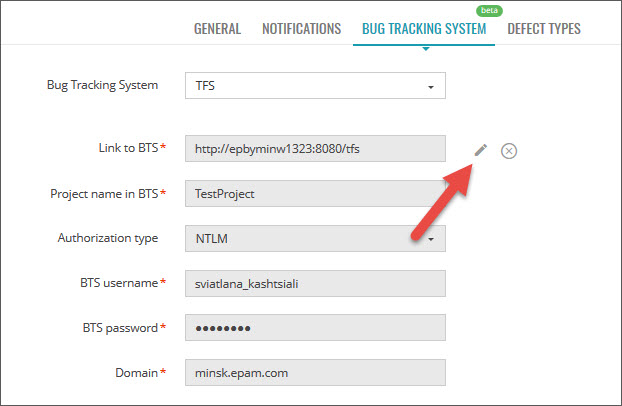 beta
GENERAL NOTIFICATIONS BUG TRACKING SYSTEM DEFECT TYPES
Bug Tracking System TFS
Link to BTS* http://epbyminw1323:8080/tfs
Project name in BTS* TestProject
Authorization type NTLM
BTS username* sviatlana_kashtsiali
BTS password* ●●●●●●●●
Domain* minsk.epam.com